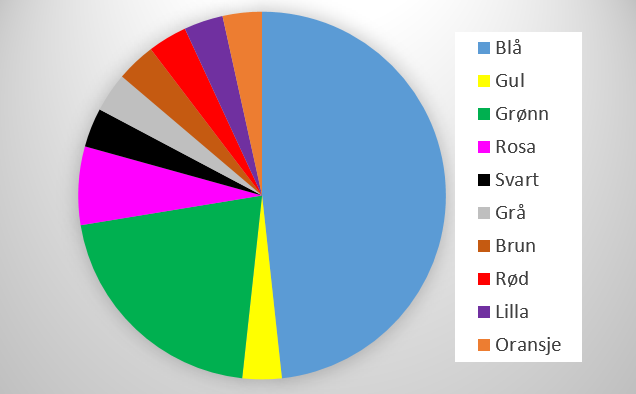 Blå
Gul
Grønn
Rosa
Svart
Grå
Brun
Rød
Lilla
Oransje